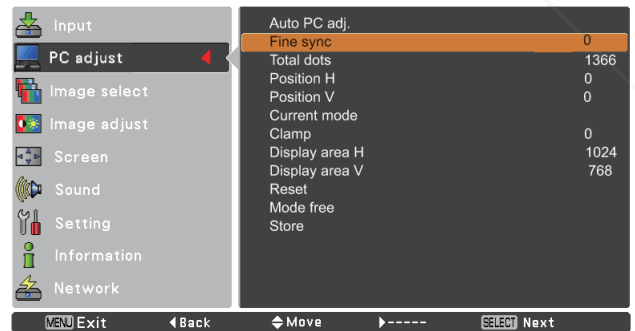 Input
PC adjust
Image select
Image adjust
Screen
Sound
Setting
Information
Network
Auto PC adj.
Fine sync 0
Total dots 1366
Position H 0
Position V 0
Current mode
Clamp 0
Display area H 1024
Display area V 768
Reset
Mode free
Store
MENU Exit Back Move ----- SELECT Next